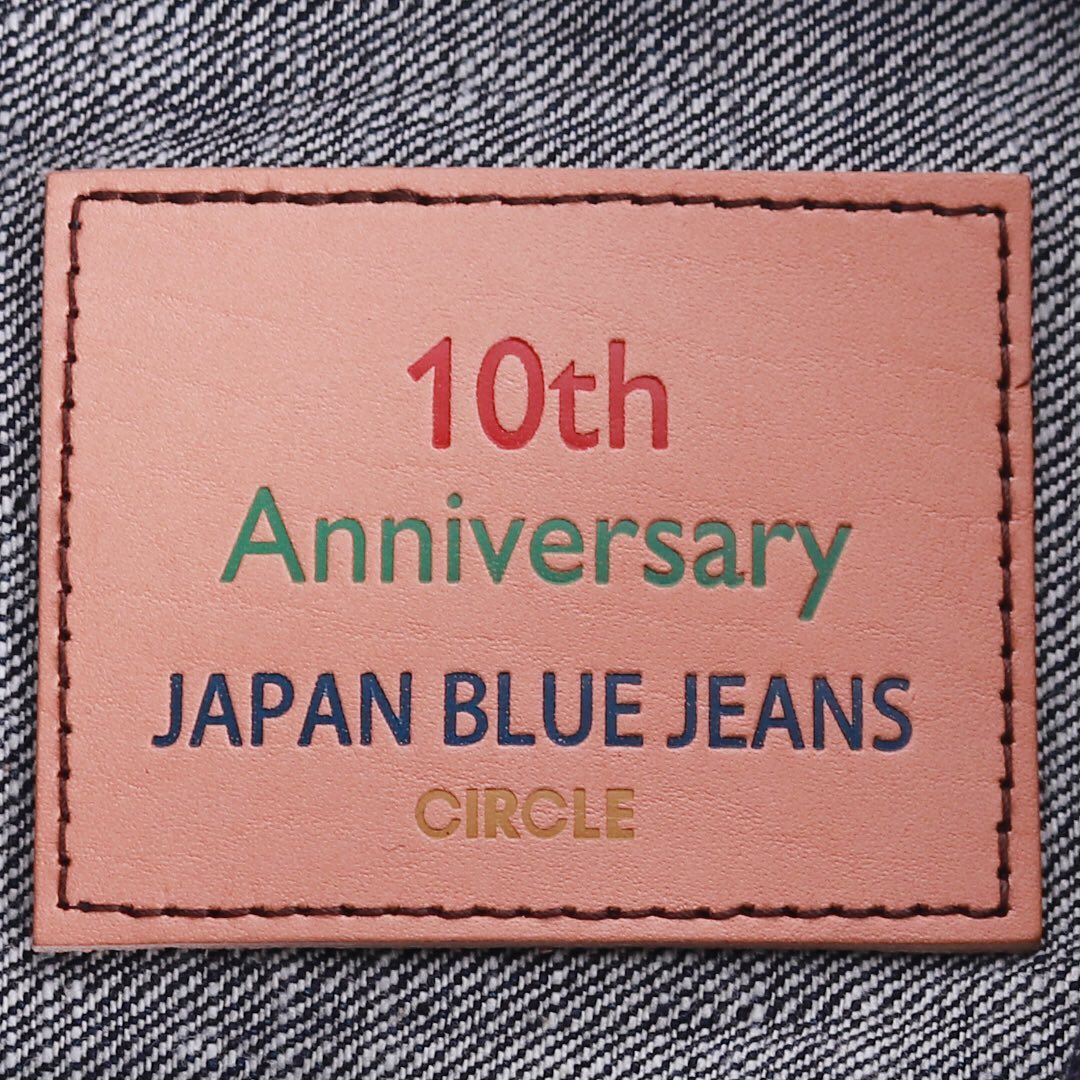 10th
Anniversary
JAPAN BLUE JEANS
CIRCLE